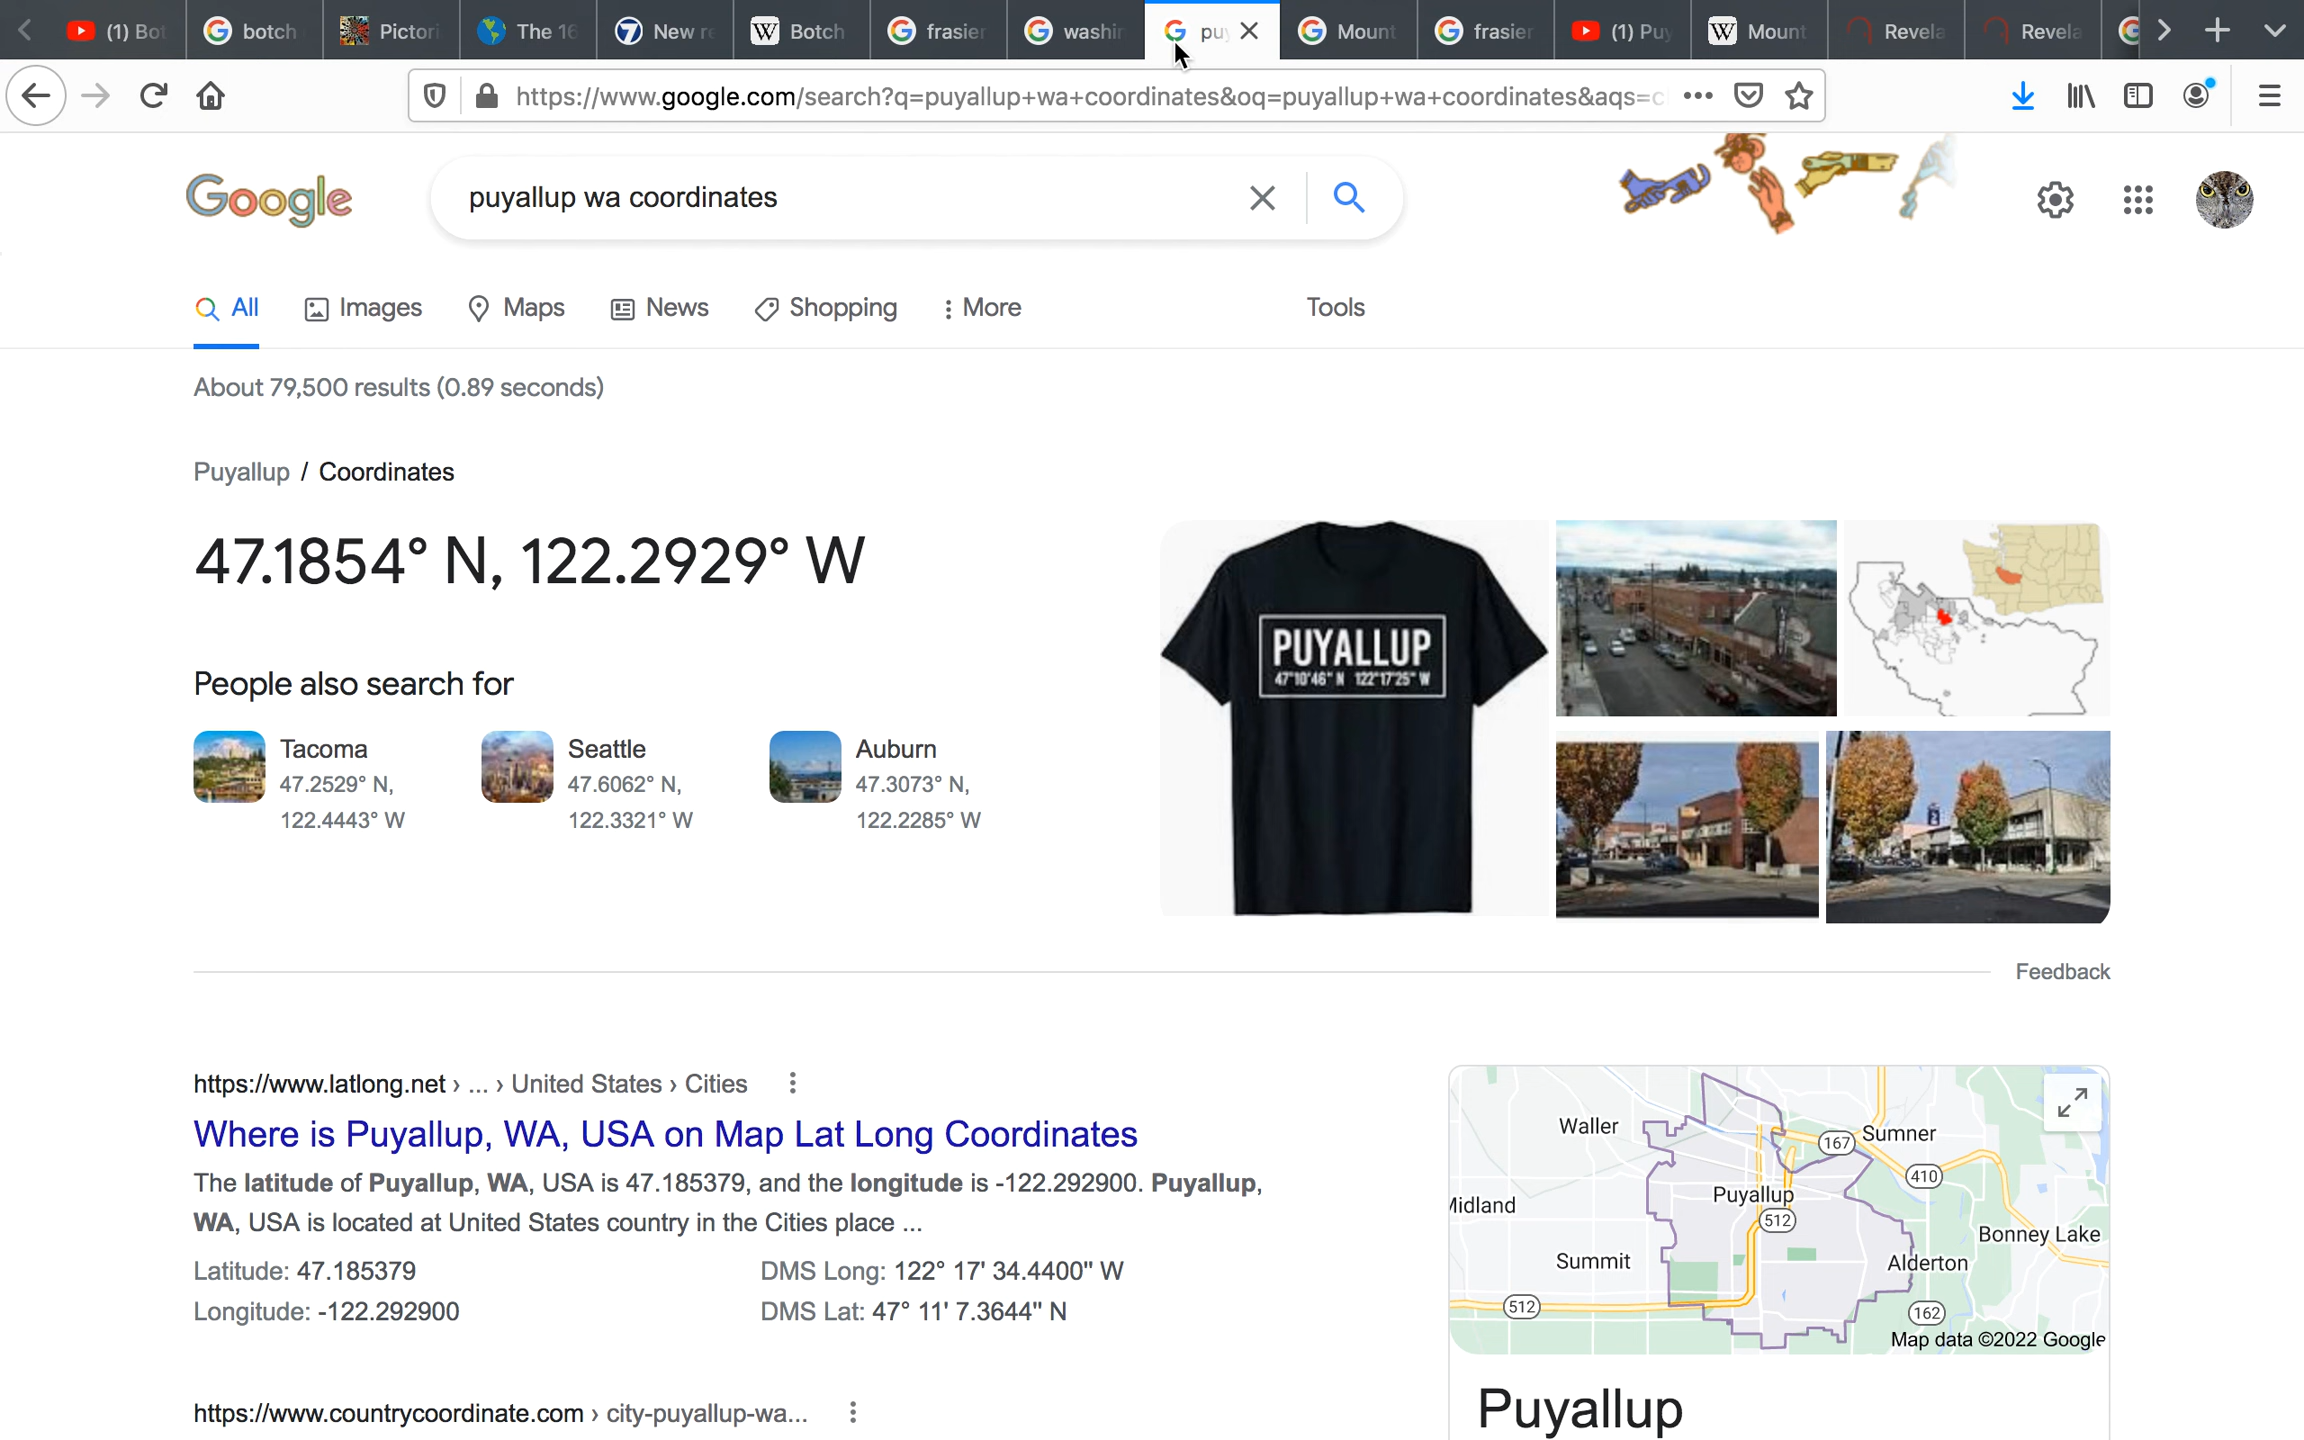 (1) Bot
botch
Pictori
The 16
New re
Botch
frasier
washin
puy
Mount
frasier
(1) Puy
Mount
Revela
Revela
https://www.google.com/search?q=puyallup+wa+coordinates&oq=puyallup+wa+coordinates&aqs=c
Google
puyallup wa coordinates
All Images Maps News Shopping More Tools
About 79,500 results (0.89 seconds)
Puyallup / Coordinates
47.1854° N, 122.2929° W
People also search for
Tacoma
47.2529° N,
122.4443° W
Seattle
47.6062° N,
122.3321° W
Auburn
47.3073° N,
122.2285° W
PUYALLUP
47°10'46" N 122°17'25" W
Feedback
https://www.latlong.net › ... › United States › Cities
Where is Puyallup, WA, USA on Map Lat Long Coordinates
The latitude of Puyallup, WA, USA is 47.185379, and the longitude is -122.292900. Puyallup,
WA, USA is located at United States country in the Cities place ...
Latitude: 47.185379
DMS Long: 122° 17' 34.4400" W
Longitude: -122.292900
DMS Lat: 47° 11' 7.3644" N
https://www.countrycoordinate.com › city-puyallup-wa...
Waller
167
Sumner
410
Puyallup
512
Midland
Bonney Lake
Summit
Alderton
512
162
Map data ©2022 Google
Puyallup